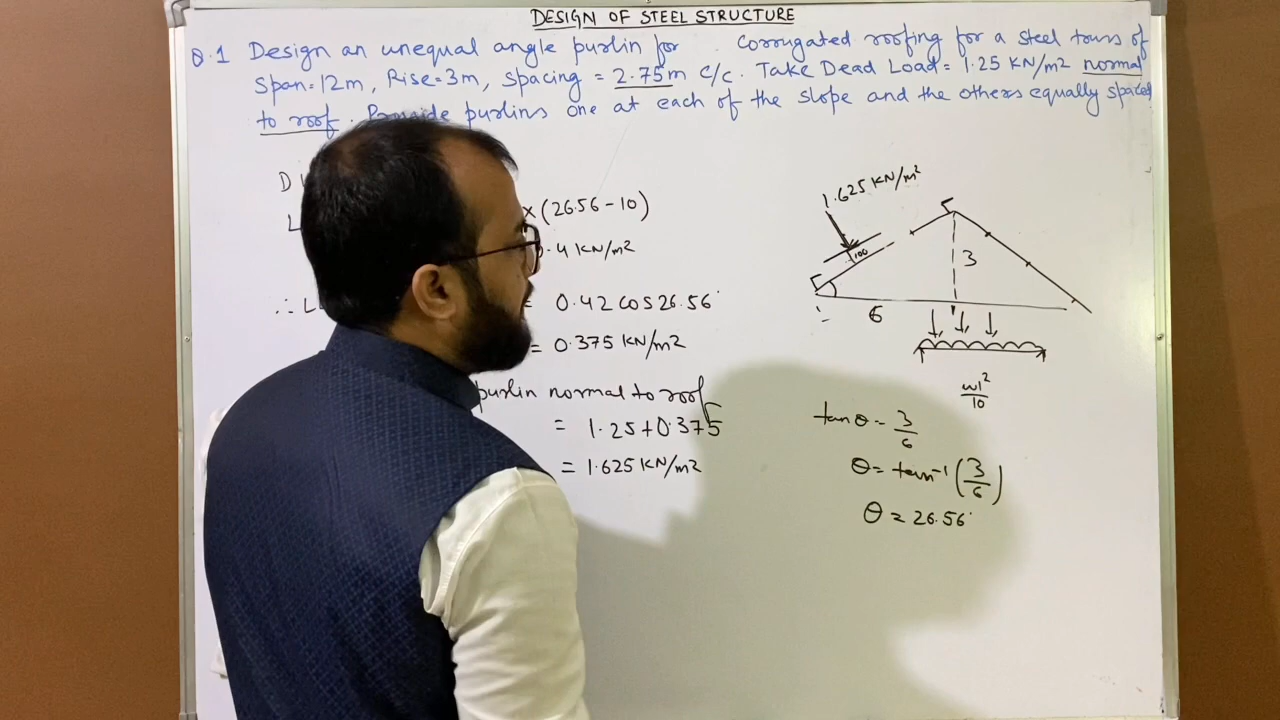 DESIGN OF STEEL STRUCTURE
Q.1 Design an unequal angle purlin for corrugated roofing for a steel truss of
span=12m, Rise=3m, spacing = 2.75m c/c. Take Dead Load = 1.25 KN/m2 normal
to roof. Provide purlins one at each of the slope and the others equally spaced
D
L x (26.56-10)
.4 KN/m2
∴ L = 0.42 cos 26.56°
= 0.375 KN/m2
purlin normal to roof
= 1.25+0.375
= 1.625 KN/m2
1.625 KN/m2
100
3
6
wl2
10
tan θ = 3/6
θ = tan-1 (3/6)
θ = 26.56°